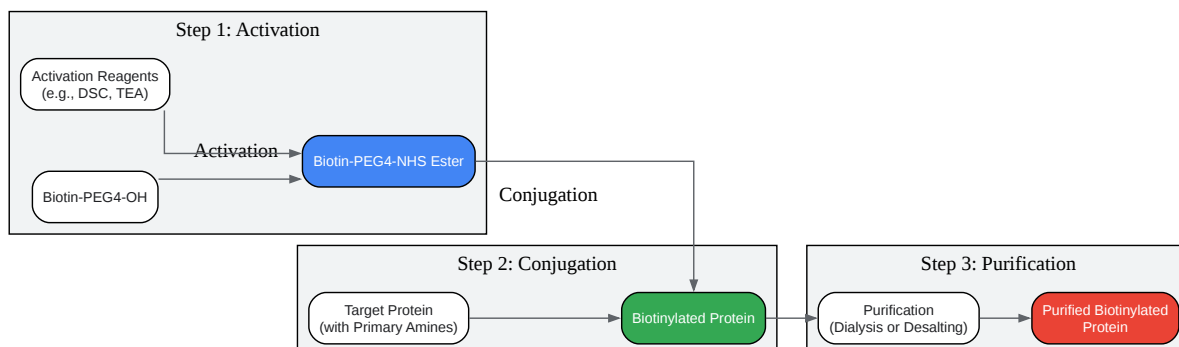 Step 1: Activation
Activation Reagents
(e.g., DSC, TEA)
Activation
Biotin-PEG4-NHS Ester
Biotin-PEG4-OH
Conjugation
Step 2: Conjugation
Target Protein
(with Primary Amines)
Biotinylated Protein
Step 3: Purification
Purification
(Dialysis or Desalting)
Purified Biotinylated
Protein